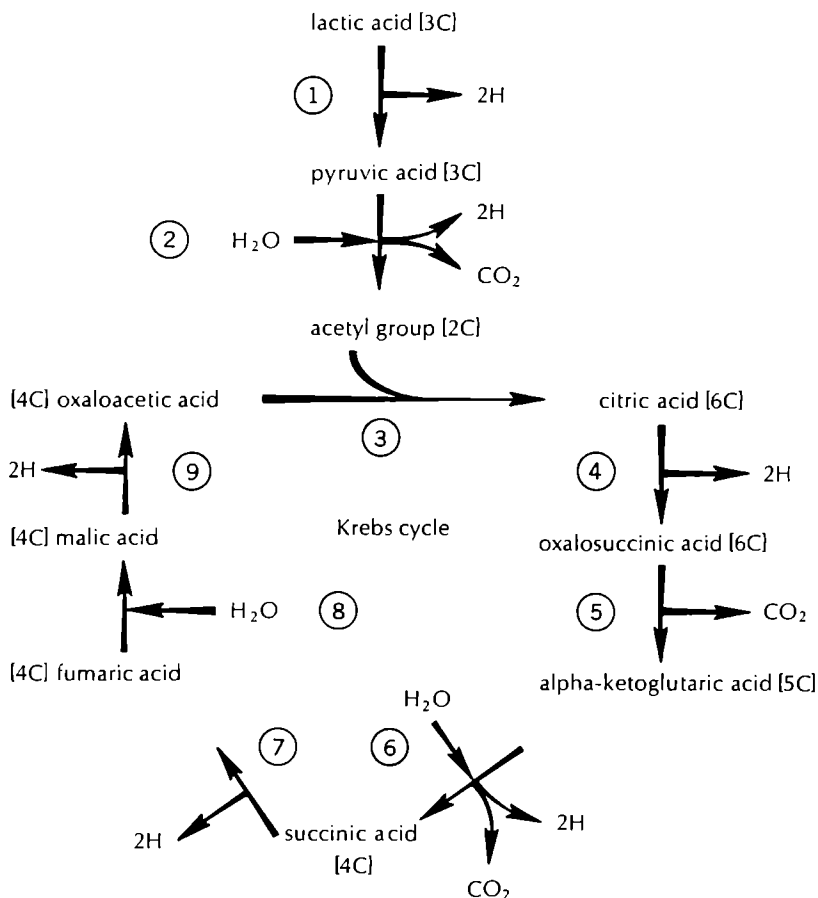 lactic acid [3C]
① 2H
pyruvic acid [3C]
2H
② H₂O
CO₂
acetyl group [2C]
[4C] oxaloacetic acid citric acid [6C]
③
2H ⑨ ④ 2H
[4C] malic acid Krebs cycle oxalosuccinic acid [6C]
H₂O ⑧ ⑤ CO₂
[4C] fumaric acid alpha-ketoglutaric acid [5C]
H₂O
⑦ ⑥
2H succinic acid 2H
[4C]
CO₂